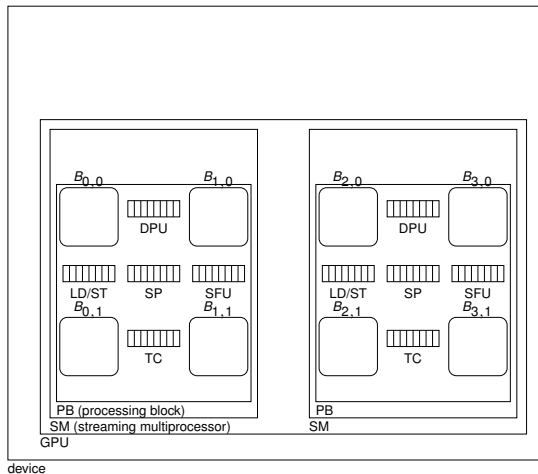 B0,0 B1,0 B2,0 B3,0
DPU DPU
LD/ST SP SFU LD/ST SP SFU
B0,1 B1,1 B2,1 B3,1
TC TC
PB (processing block) PB
SM (streaming multiprocessor) SM
GPU
device